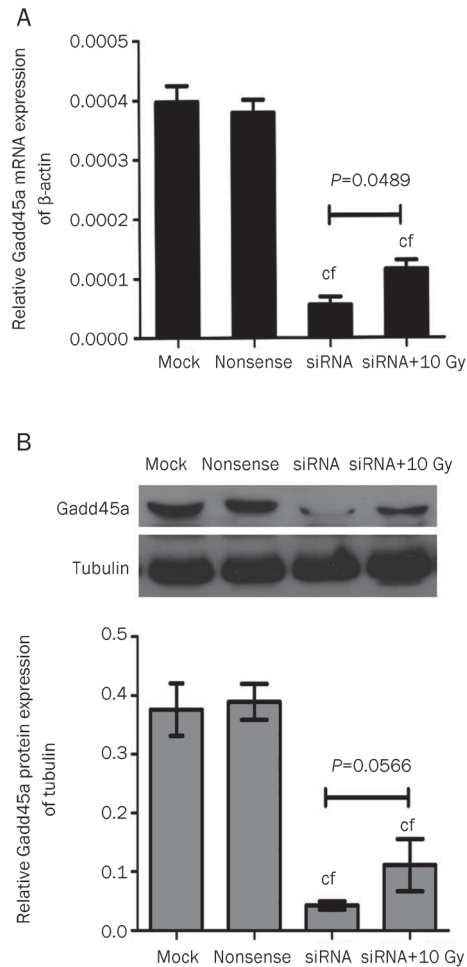 A
Relative Gadd45a mRNA expression
of β-actin
0.0005
0.0004
0.0003
0.0002
0.0001
0.0000
P=0.0489
cf
cf
Mock Nonsense siRNA siRNA+10 Gy
B
Mock Nonsense siRNA siRNA+10 Gy
Gadd45a
Tubulin
Relative Gadd45a protein expression
of tubulin
0.5
0.4
0.3
0.2
0.1
0.0
P=0.0566
cf
cf
Mock Nonsense siRNA siRNA+10 Gy